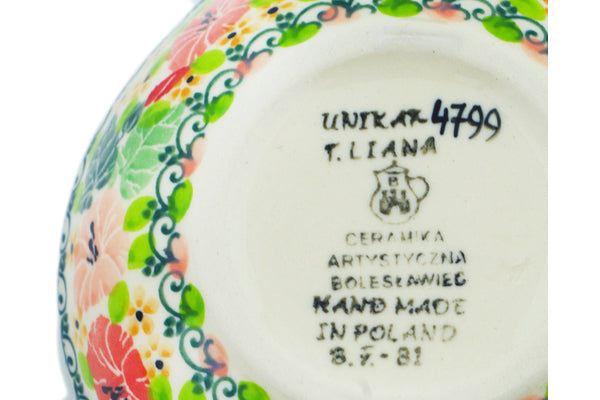 UNIKAT 4799
T. LIANA
B
CERAMIKA
ARTYSTYCZNA
BOLESŁAWIEC
HAND MADE
IN POLAND